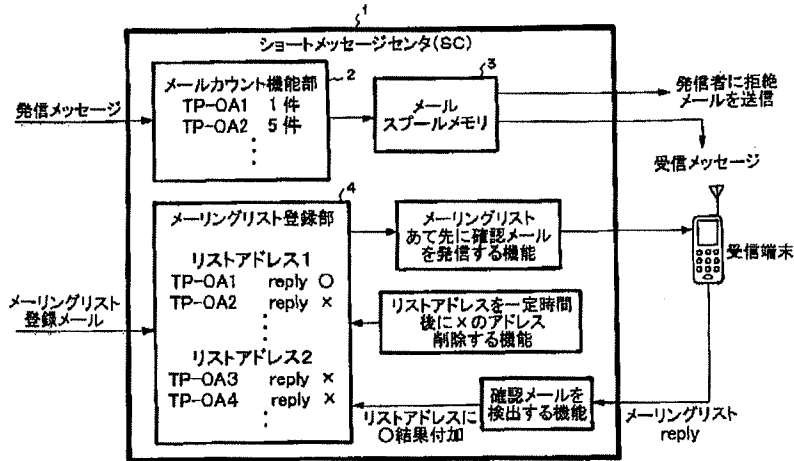 1
ショートメッセージセンタ(SC)
2
メールカウント機能部
TP-OA1 1件
TP-OA2 5件
・
・
・
3
メール
スプールメモリ
発信メッセージ
発信者に拒絶
メールを送信
受信メッセージ
4
メーリングリスト登録部
リストアドレス1
TP-OA1 reply ○
TP-OA2 reply ×
・
・
・
リストアドレス2
TP-OA3 reply ×
TP-OA4 reply ×
・
・
・
メーリングリスト
登録メール
メーリングリスト
あて先に確認メール
を発信する機能
受信端末
リストアドレスを一定時間
後に×のアドレス
削除する機能
確認メールを
検出する機能
リストアドレスに
○結果付加
メーリングリスト
reply